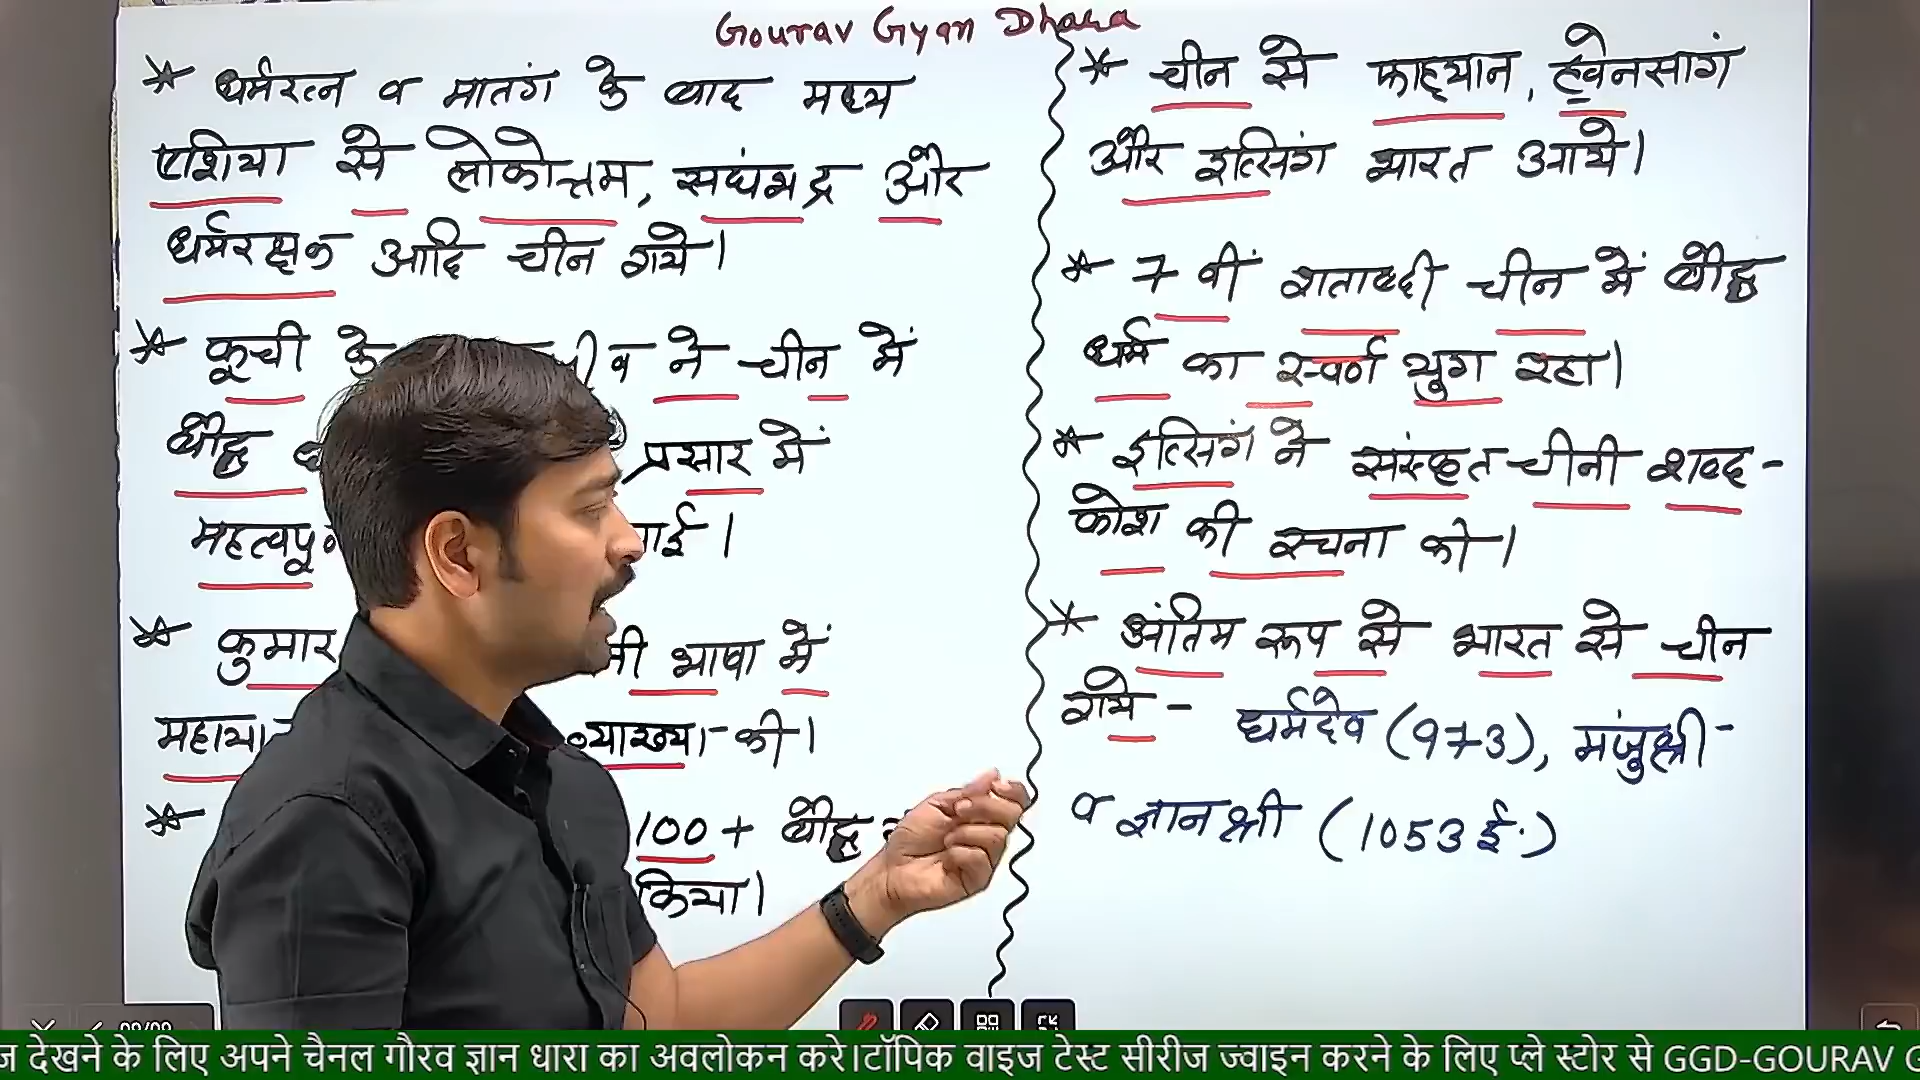 Gourav Gyan Dhara
* धर्मरत्न व मातंग के बाद मध्य
एशिया से लोकोत्तम, संघभद्र और
धर्मरक्षक आदि चीन गये।
* कूची के व ने चीन में
बौद्ध प्रसार में
महत्वपू
* कुमार भाषा में
व्याख्या की।
* 100+ बौद्ध
किया।
* चीन से फाह्यान, ह्वेनसांग
और इत्सिंग भारत आये।
* 7 वीं शताब्दी चीन में बौद्ध
धर्म का स्वर्ण युग रहा।
* इत्सिंग ने संस्कृत-चीनी शब्द-
कोश की रचना की।
* अंतिम रूप से भारत से चीन
गये - धर्मदेव (973), मंजुश्री-
व ज्ञान श्री (1053 ई.)
देखने के लिए अपने चैनल गौरव ज्ञान धारा का अवलोकन करे।टॉपिक वाइज टेस्ट सीरीज ज्वाइन करने के लिए प्ले स्टोर से GGD-GOURAV G